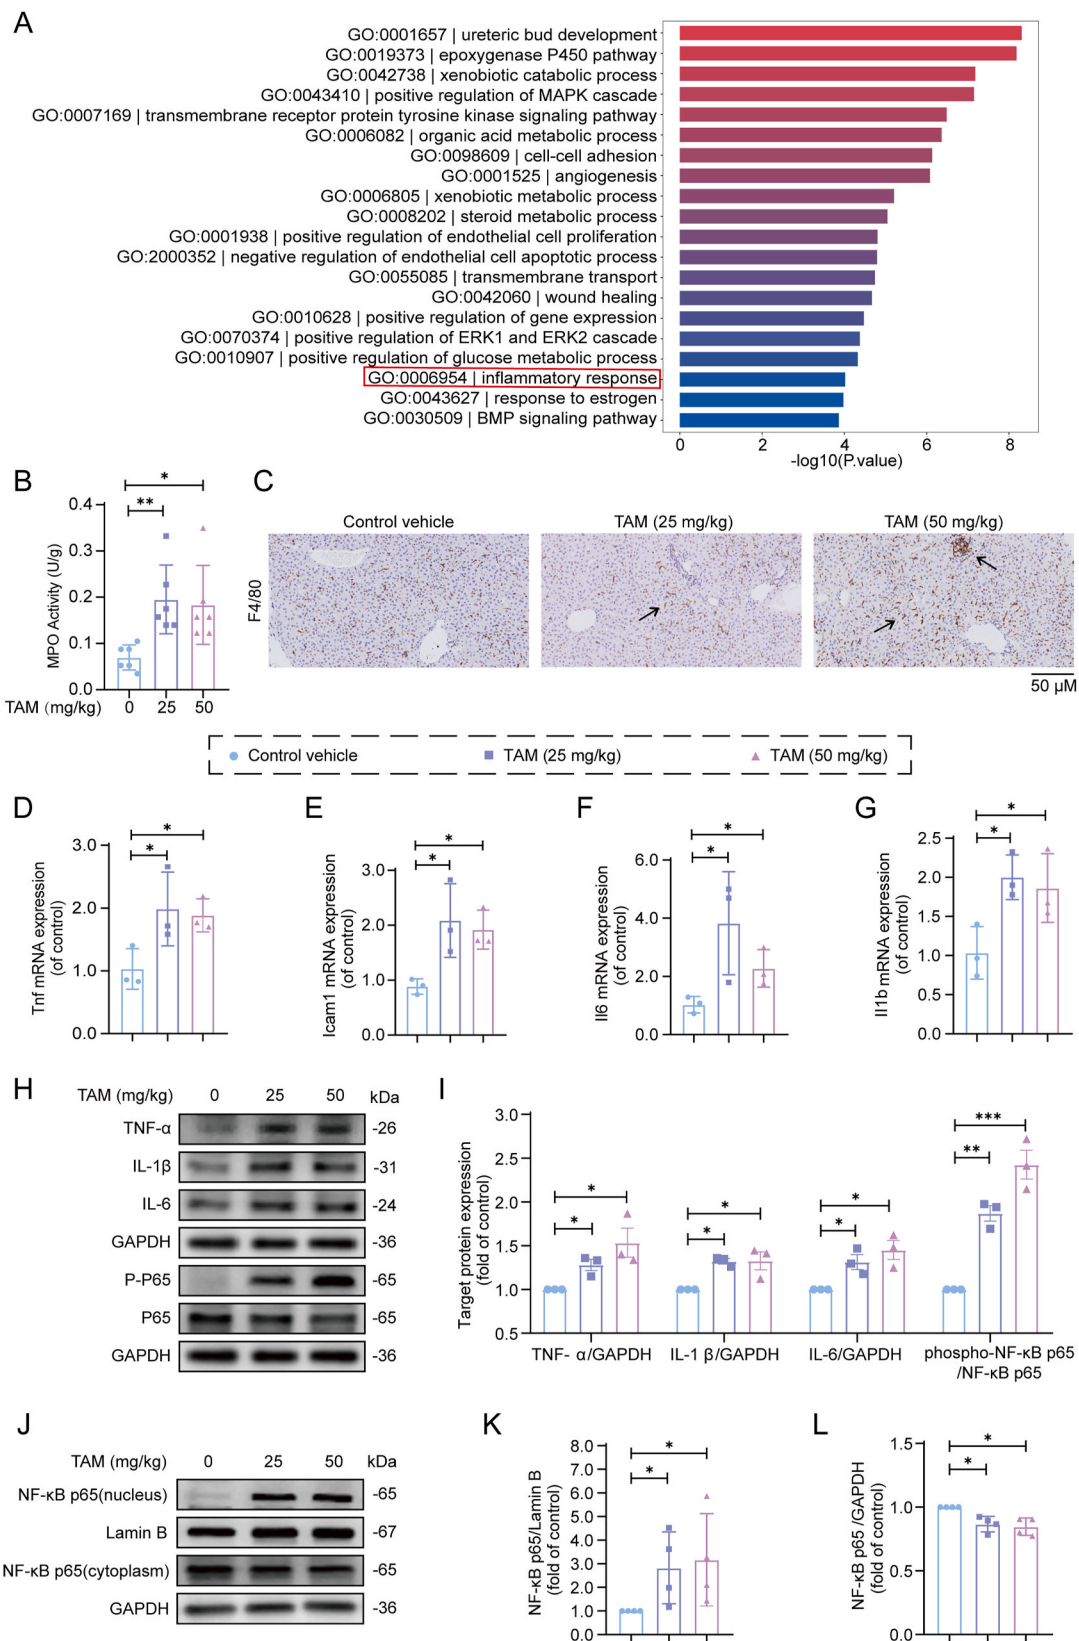 A
GO:0001657 | ureteric bud development
GO:0019373 | epoxygenase P450 pathway
GO:0042738 | xenobiotic catabolic process
GO:0043410 | positive regulation of MAPK cascade
GO:0007169 | transmembrane receptor protein tyrosine kinase signaling pathway
GO:0006082 | organic acid metabolic process
GO:0098609 | cell-cell adhesion
GO:0001525 | angiogenesis
GO:0006805 | xenobiotic metabolic process
GO:0008202 | steroid metabolic process
GO:0001938 | positive regulation of endothelial cell proliferation
GO:2000352 | negative regulation of endothelial cell apoptotic process
GO:0055085 | transmembrane transport
GO:0042060 | wound healing
GO:0010628 | positive regulation of gene expression
GO:0070374 | positive regulation of ERK1 and ERK2 cascade
GO:0010907 | positive regulation of glucose metabolic process
GO:0006954 | inflammatory response
GO:0043627 | response to estrogen
GO:0030509 | BMP signaling pathway
0 2 4 6 8
-log10(P.value)
B
*
**
0.4
0.3
0.2
0.1
0.0
MPO Activity (U/g)
TAM (mg/kg) 0 25 50
C
Control vehicle TAM (25 mg/kg) TAM (50 mg/kg)
F4/80
50 μM
Control vehicle TAM (25 mg/kg) TAM (50 mg/kg)
D
*
*
3.0
2.0
1.0
0.0
Tnf mRNA expression
(of control)
E
*
*
3.0
2.0
1.0
0.0
Icam1 mRNA expression
(of control)
F
*
*
6.0
4.0
2.0
0.0
Il6 mRNA expression
(of control)
G
*
*
2.5
2.0
1.5
1.0
0.5
0.0
Il1b mRNA expression
(of control)
H
TAM (mg/kg) 0 25 50 kDa
TNF-α -26
IL-1β -31
IL-6 -24
GAPDH -36
P-P65 -65
P65 -65
GAPDH -36
I
3.0
2.5
2.0
1.5
1.0
0.5
Target protein expression
(fold of control)
* * * * * * ** ***
TNF- α/GAPDH IL-1 β/GAPDH IL-6/GAPDH phospho-NF-κB p65
/NF-κB p65
J
TAM (mg/kg) 0 25 50 kDa
NF-κB p65(nucleus) -65
Lamin B -67
NF-κB p65(cytoplasm) -65
GAPDH -36
K
*
*
8.0
7.0
6.0
5.0
4.0
3.0
2.0
1.0
0.0
NF-κB p65/Lamin B
(fold of control)
L
*
*
1.5
1.0
0.5
0.0
NF-κB p65 /GAPDH
(fold of control)